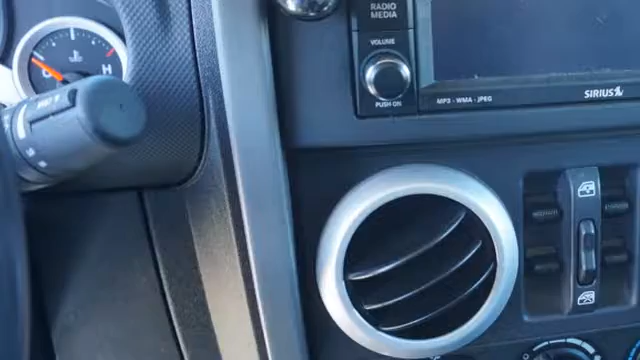 RADIO
MEDIA
VOLUME
PUSH ON
MP3 - WMA - JPEG
SIRIUS
H